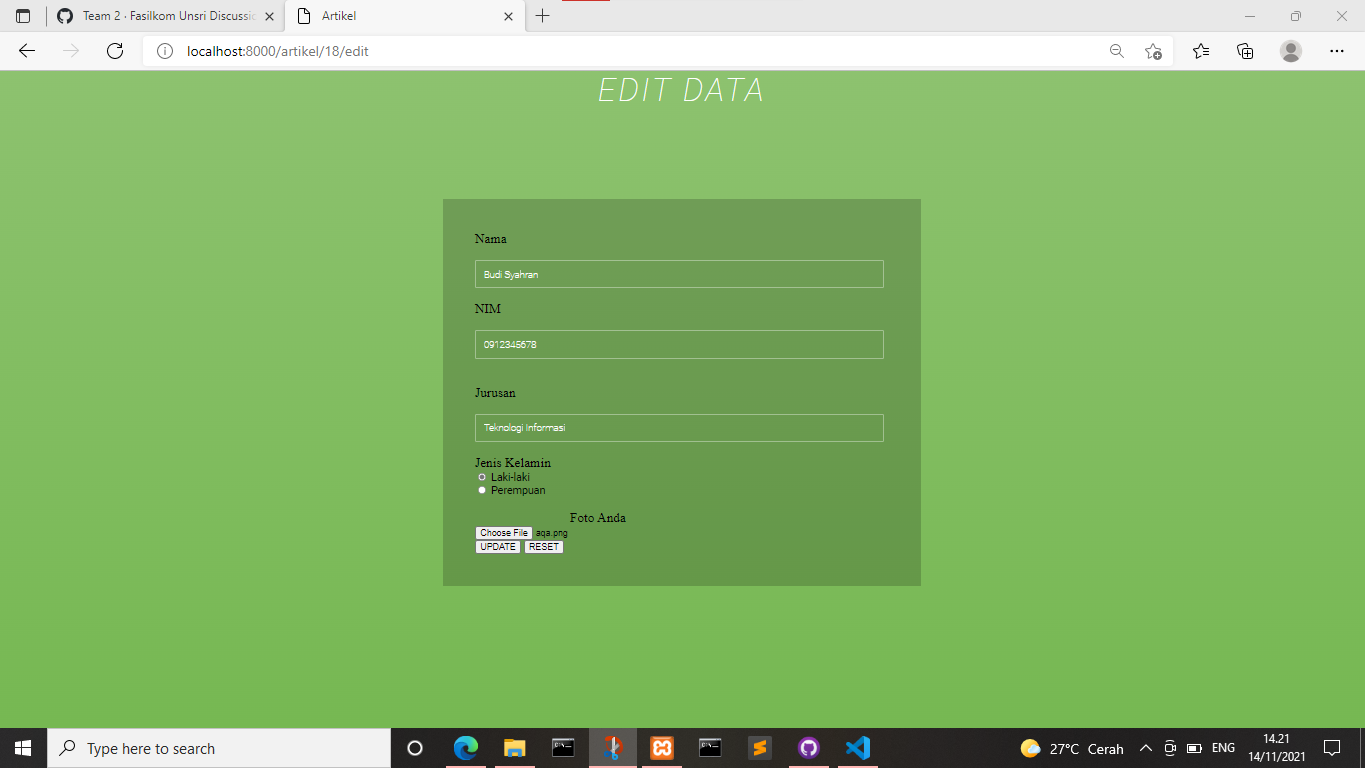 Team 2 · Fasilkom Unsri Discussio
Artikel
localhost:8000/artikel/18/edit
EDIT DATA
Nama
Budi Syahran
NIM
0912345678
Jurusan
Teknologi Informasi
Jenis Kelamin
Laki-laki
Perempuan
Foto Anda
Choose File aqa.png
UPDATE RESET
Type here to search
27°C Cerah
ENG
14.21
14/11/2021